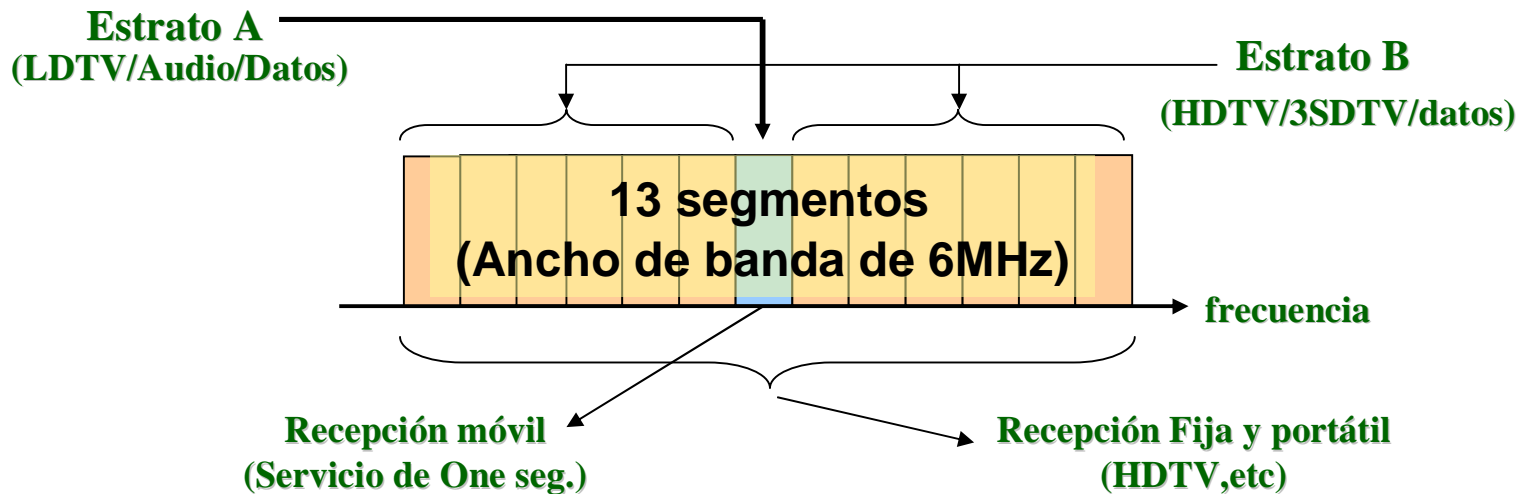 Estrato A
(LDTV/Audio/Datos)
Estrato B
(HDTV/3SDTV/datos)
13 segmentos
(Ancho de banda de 6MHz)
frecuencia
Recepción móvil
(Servicio de One seg.)
Recepción Fija y portátil
(HDTV,etc)